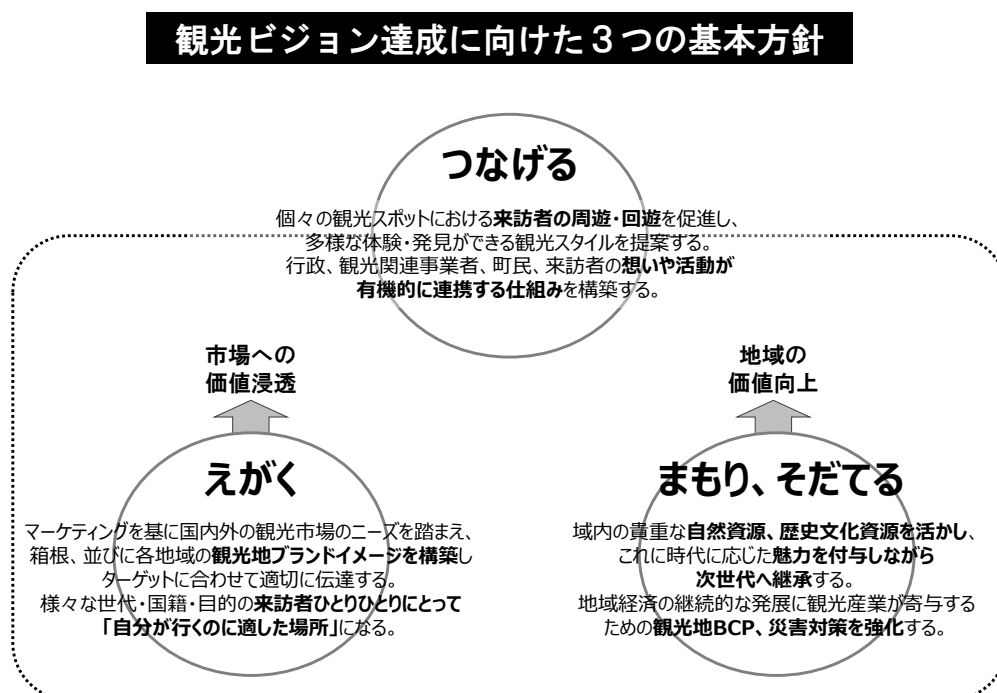 観光ビジョン達成に向けた３つの基本方針
つなげる
個々の観光スポットにおける来訪者の周遊・回遊を促進し、
多様な体験・発見ができる観光スタイルを提案する。
行政、観光関連事業者、町民、来訪者の想いや活動が
有機的に連携する仕組みを構築する。
市場への
価値浸透
えがく
マーケティングを基に国内外の観光市場のニーズを踏まえ、
箱根、並びに各地域の観光地ブランドイメージを構築し
ターゲットに合わせて適切に伝達する。
様々な世代・国籍・目的の来訪者ひとりひとりにとって
「自分が行くのに適した場所」になる。
地域の
価値向上
まもり、そだてる
域内の貴重な自然資源、歴史文化資源を活かし、
これに時代に応じた魅力を付与しながら
次世代へ継承する。
地域経済の継続的な発展に観光産業が寄与する
ための観光地BCP、災害対策を強化する。